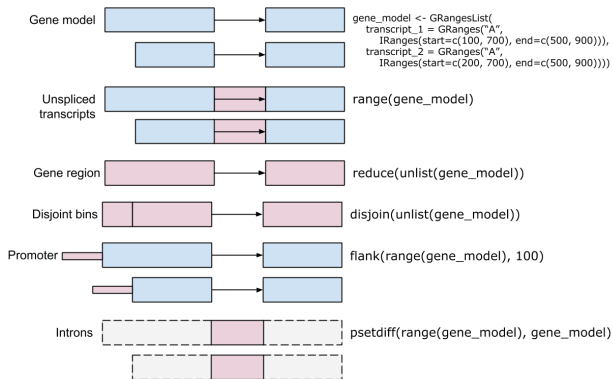 Gene model
gene_model <- GRangesList(
transcript_1 = GRanges("A",
IRanges(start=c(100, 700), end=c(500, 900))),
transcript_2 = GRanges("A",
IRanges(start=c(200, 700), end=c(500, 900))))
Unspliced
transcripts
range(gene_model)
Gene region
reduce(unlist(gene_model))
Disjoint bins
disjoin(unlist(gene_model))
Promoter
flank(range(gene_model), 100)
Introns
psetdiff(range(gene_model), gene_model)